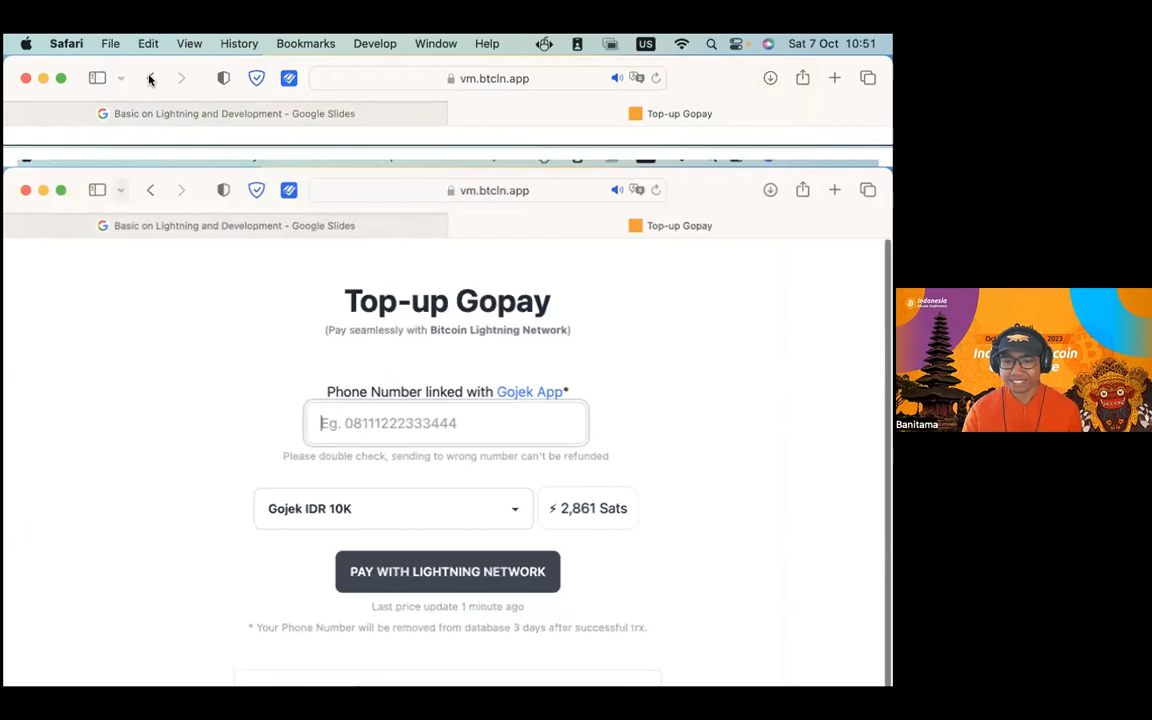 Safari File Edit View History Bookmarks Develop Window Help US Sat 7 Oct 10:51
vm.btcln.app
Basic on Lightning and Development - Google Slides Top-up Gopay
vm.btcln.app
Basic on Lightning and Development - Google Slides Top-up Gopay
Top-up Gopay
(Pay seamlessly with Bitcoin Lightning Network)
Phone Number linked with Gojek App*
Eg. 08111222333444
Please double check, sending to wrong number can't be refunded
Gojek IDR 10K ⚡ 2,861 Sats
PAY WITH LIGHTNING NETWORK
Last price update 1 minute ago
* Your Phone Number will be removed from database 3 days after successful trx.
Indonesia
Bitcoin Conference
2023
Banitama